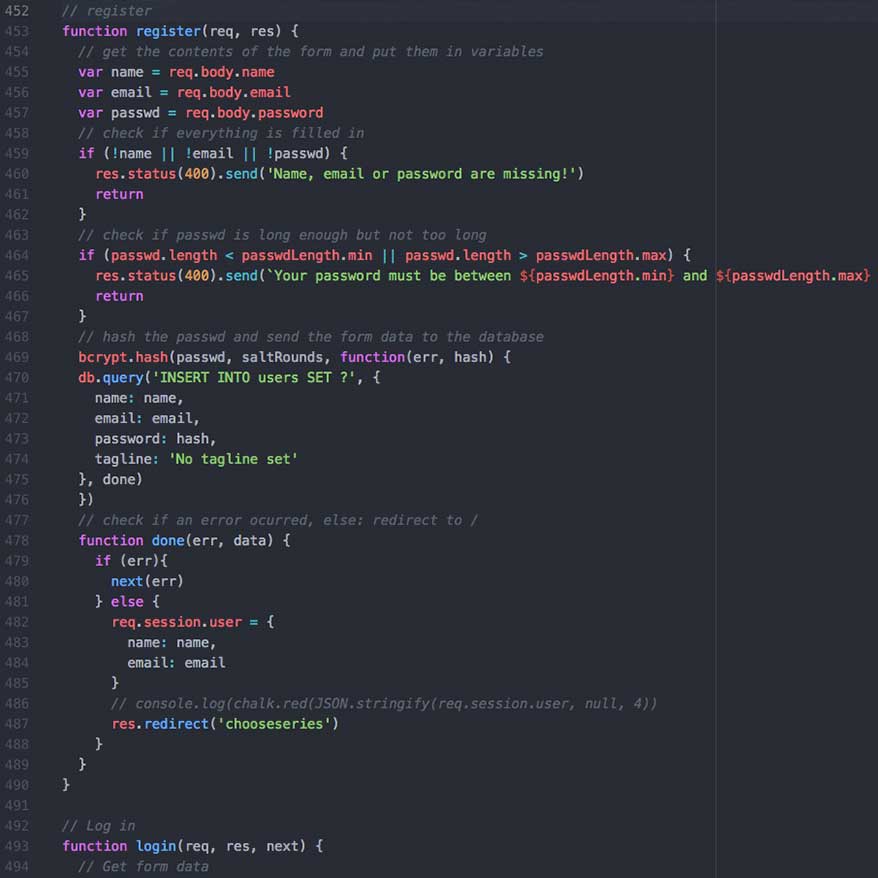 452 // register
453 function register(req, res) {
454 // get the contents of the form and put them in variables
455 var name = req.body.name
456 var email = req.body.email
457 var passwd = req.body.password
458 // check if everything is filled in
459 if (!name || !email || !passwd) {
460 res.status(400).send('Name, email or password are missing!')
461 return
462 }
463 // check if passwd is long enough but not too long
464 if (passwd.length < passwdLength.min || passwd.length > passwdLength.max) {
465 res.status(400).send(`Your password must be between ${passwdLength.min} and ${passwdLength.max}
466 return
467 }
468 // hash the passwd and send the form data to the database
469 bcrypt.hash(passwd, saltRounds, function(err, hash) {
470 db.query('INSERT INTO users SET ?', {
471 name: name,
472 email: email,
473 password: hash,
474 tagline: 'No tagline set'
475 }, done)
476 })
477 // check if an error ocurred, else: redirect to /
478 function done(err, data) {
479 if (err){
480 next(err)
481 } else {
482 req.session.user = {
483 name: name,
484 email: email
485 }
486 // console.log(chalk.red(JSON.stringify(req.session.user, null, 4))
487 res.redirect('chooseseries')
488 }
489 }
490 }
491
492 // Log in
493 function login(req, res, next) {
494 // Get form data